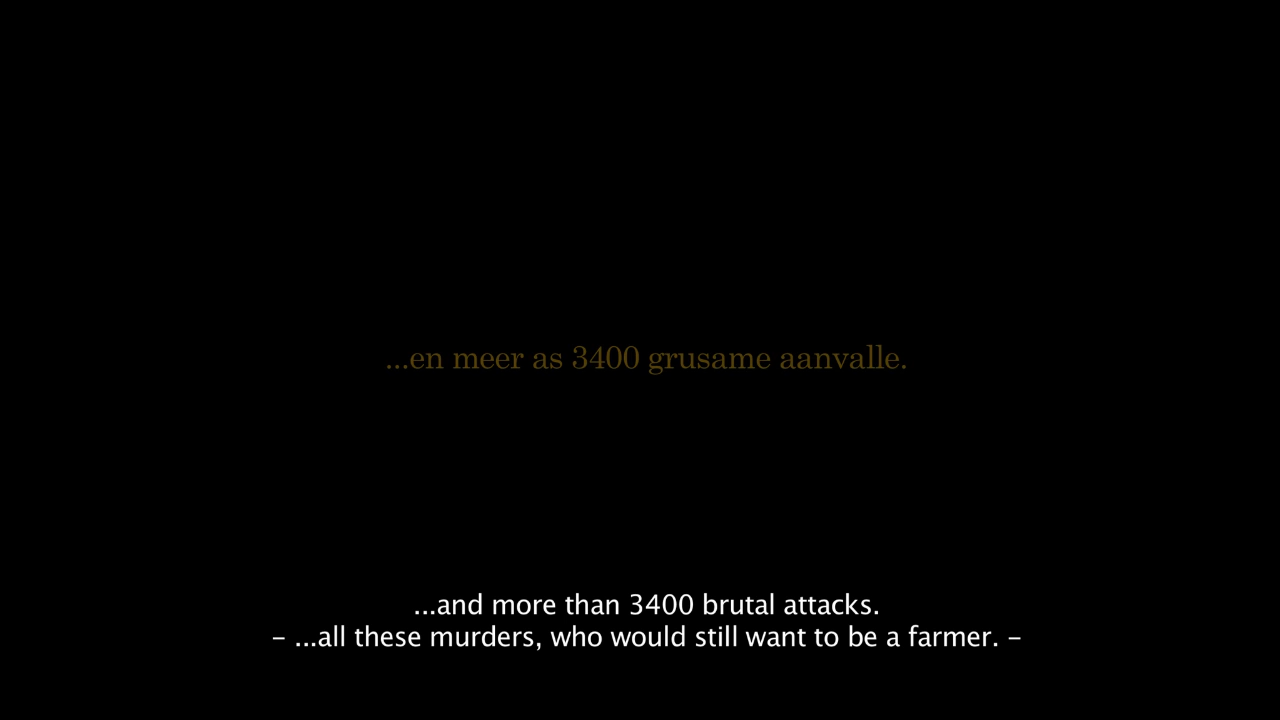 ...en meer as 3400 grusame aanvalle.
...and more than 3400 brutal attacks.
– ...all these murders, who would still want to be a farmer. –